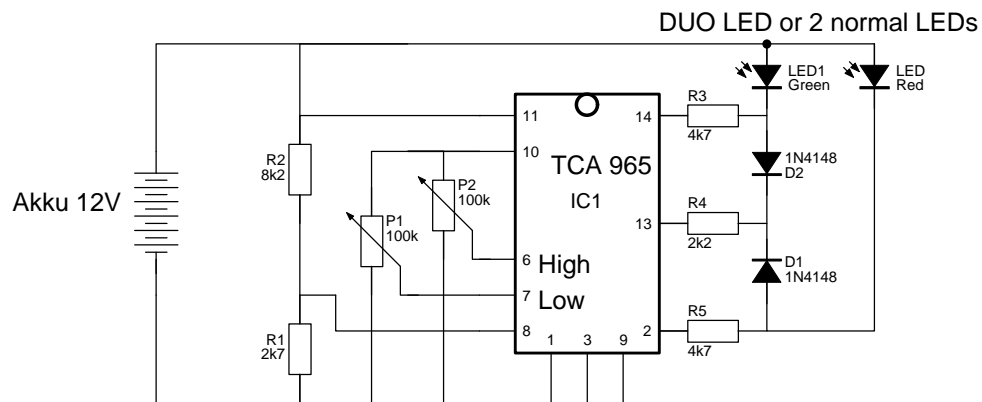 DUO LED or 2 normal LEDs
LED1
Green
LED
Red
R3
4k7
11
14
10
TCA 965
IC1
1N4148
D2
R2
8k2
P2
100k
Akku 12V
P1
100k
R4
2k2
13
6
High
D1
1N4148
7
Low
R5
4k7
8
2
R1
2k7
1
3
9